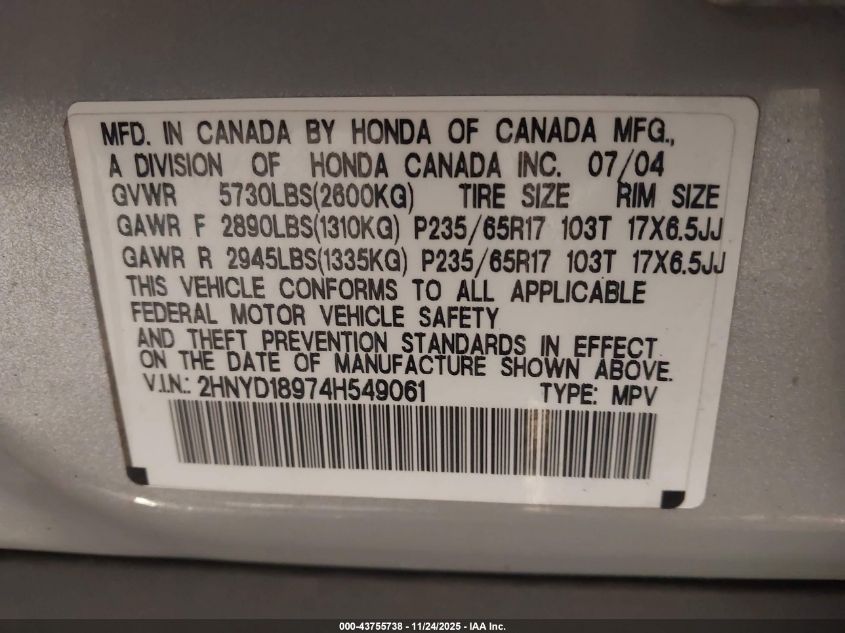 MFD. IN CANADA BY HONDA OF CANADA MFG.,
A DIVISION OF HONDA CANADA INC. 07/04
GVWR 5730LBS(2600KG) TIRE SIZE RIM SIZE
GAWR F 2890LBS(1310KG) P235/65R17 103T 17X6.5JJ
GAWR R 2945LBS(1335KG) P235/65R17 103T 17X6.5JJ
THIS VEHICLE CONFORMS TO ALL APPLICABLE
FEDERAL MOTOR VEHICLE SAFETY
AND THEFT PREVENTION STANDARDS IN EFFECT
ON THE DATE OF MANUFACTURE SHOWN ABOVE.
V.I.N.: 2HNYD18974H549061 TYPE: MPV
000-43755738 - 11/24/2025 - IAA Inc.